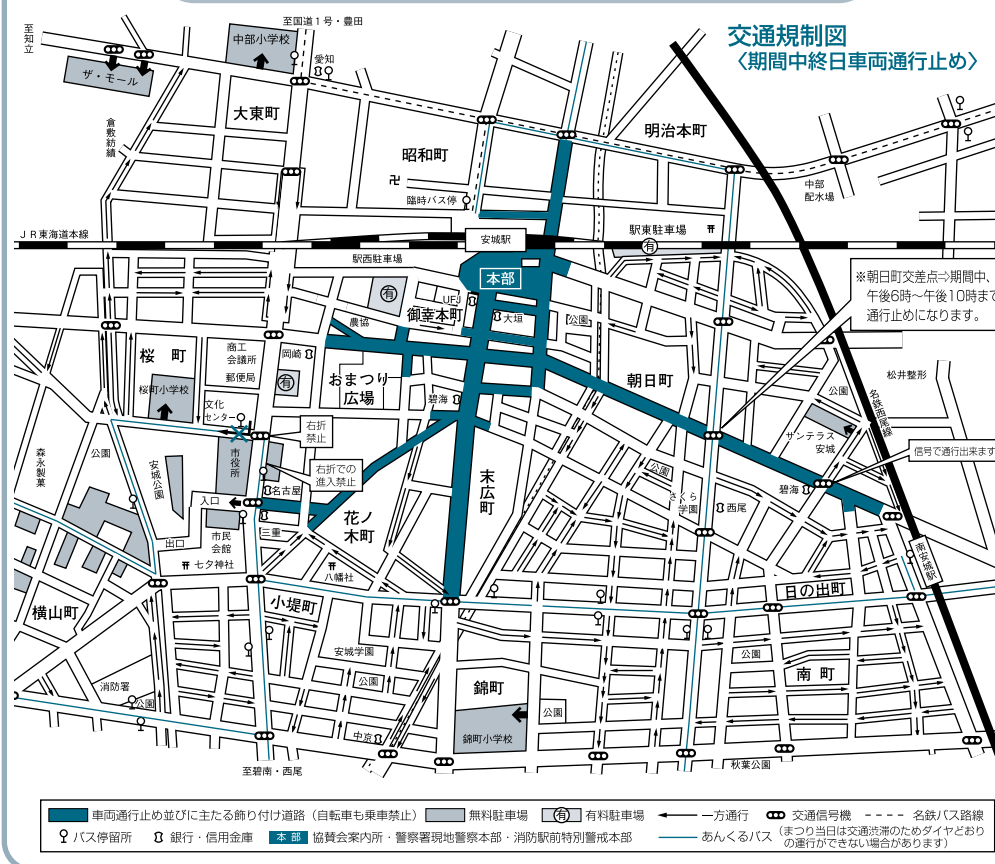 交通規制図
〈期間中終日車両通行止め〉
至国道1号・豊田
至知立
中部小学校
愛知
ザ・モール
大東町
倉敷紡績
昭和町
明治本町
卍
臨時バス停
中部
配水場
JR東海道本線
安城駅
駅東駐車場
有
駅西駐車場
本部
※朝日町交差点⇨期間中、
午後6時〜午後10時まで
通行止めになります。
有
UFJ
御幸本町
大垣
公園
農協
桜町
商工
会議所
岡崎
郵便局
有
おまつり
広場
朝日町
松井整形
桜町小学校
文化
センター
碧海
公園
名鉄西尾線
右折
禁止
サンテラス
安城
信号で通行出来ます
森永製菓
公園
安城公園
市役所
右折での
進入禁止
末広町
公園
碧海
名古屋
さくら
学園
西尾
入口
花ノ
木町
出口
市民
会館
三重
七夕神社
八幡社
南安城駅
横山町
小堤町
日の出町
安城学園
公園
公園
南町
消防署
公園
錦町
公園
中京
錦町小学校
至碧南・西尾
秋葉公園
車両通行止め並びに主たる飾り付け道路（自転車も乗車禁止）
無料駐車場
有
有料駐車場
一方通行
交通信号機
名鉄バス路線
バス停留所
銀行・信用金庫
本部
協賛会案内所・警察署現地警察本部・消防駅前特別警戒本部
あんくるバス
（まつり当日は交通渋滞のためダイヤどおり
の運行ができない場合があります）